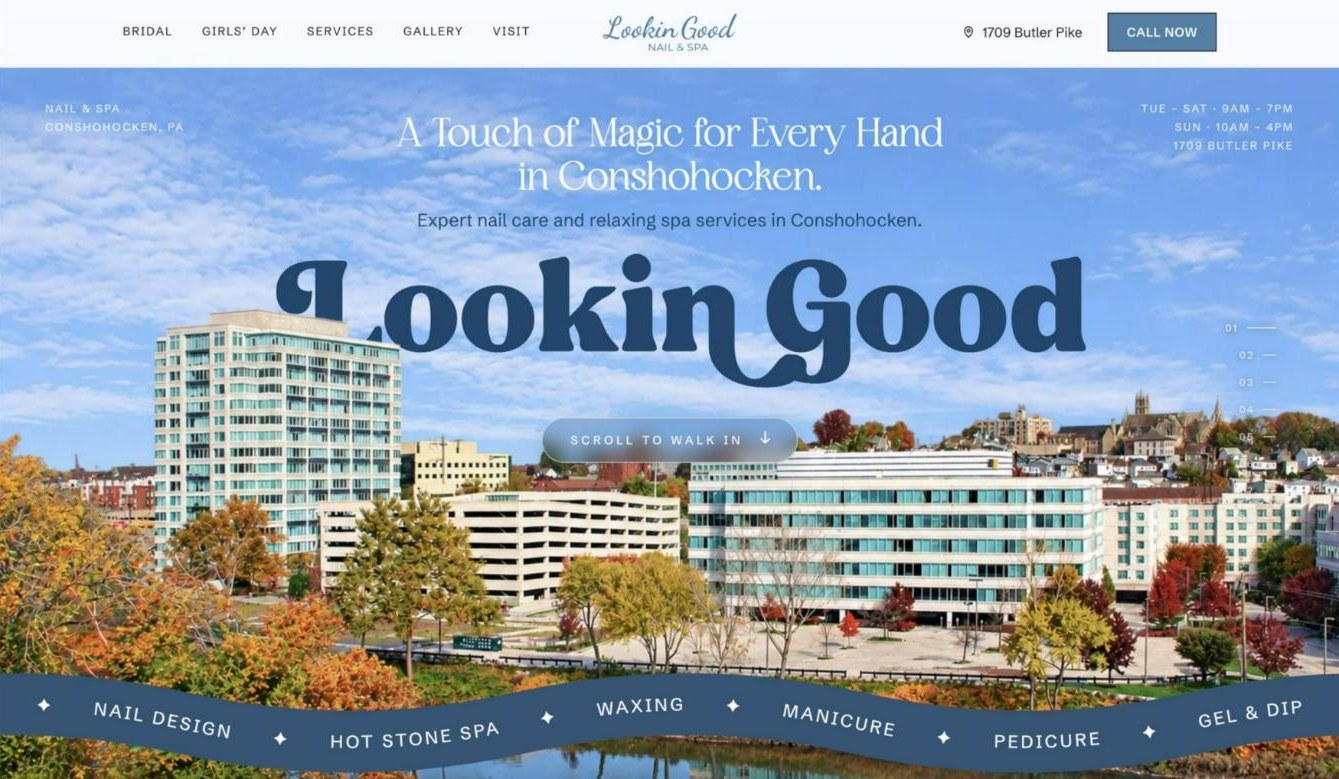 BRIDAL
GIRLS' DAY
SERVICES
GALLERY
VISIT
Lookin Good
NAIL & SPA
1709 Butler Pike
CALL NOW
NAIL & SPA
CONSHOHOCKEN, PA
TUE - SAT · 9AM - 7PM
SUN · 10AM - 4PM
1709 BUTLER PIKE
A Touch of Magic for Every Hand
in Conshohocken.
Expert nail care and relaxing spa services in Conshohocken.
Lookin Good
01
02
03
04
05
SCROLL TO WALK IN ↓
✦ NAIL DESIGN ✦ HOT STONE SPA ✦ WAXING ✦ MANICURE ✦ PEDICURE ✦ GEL & DIP